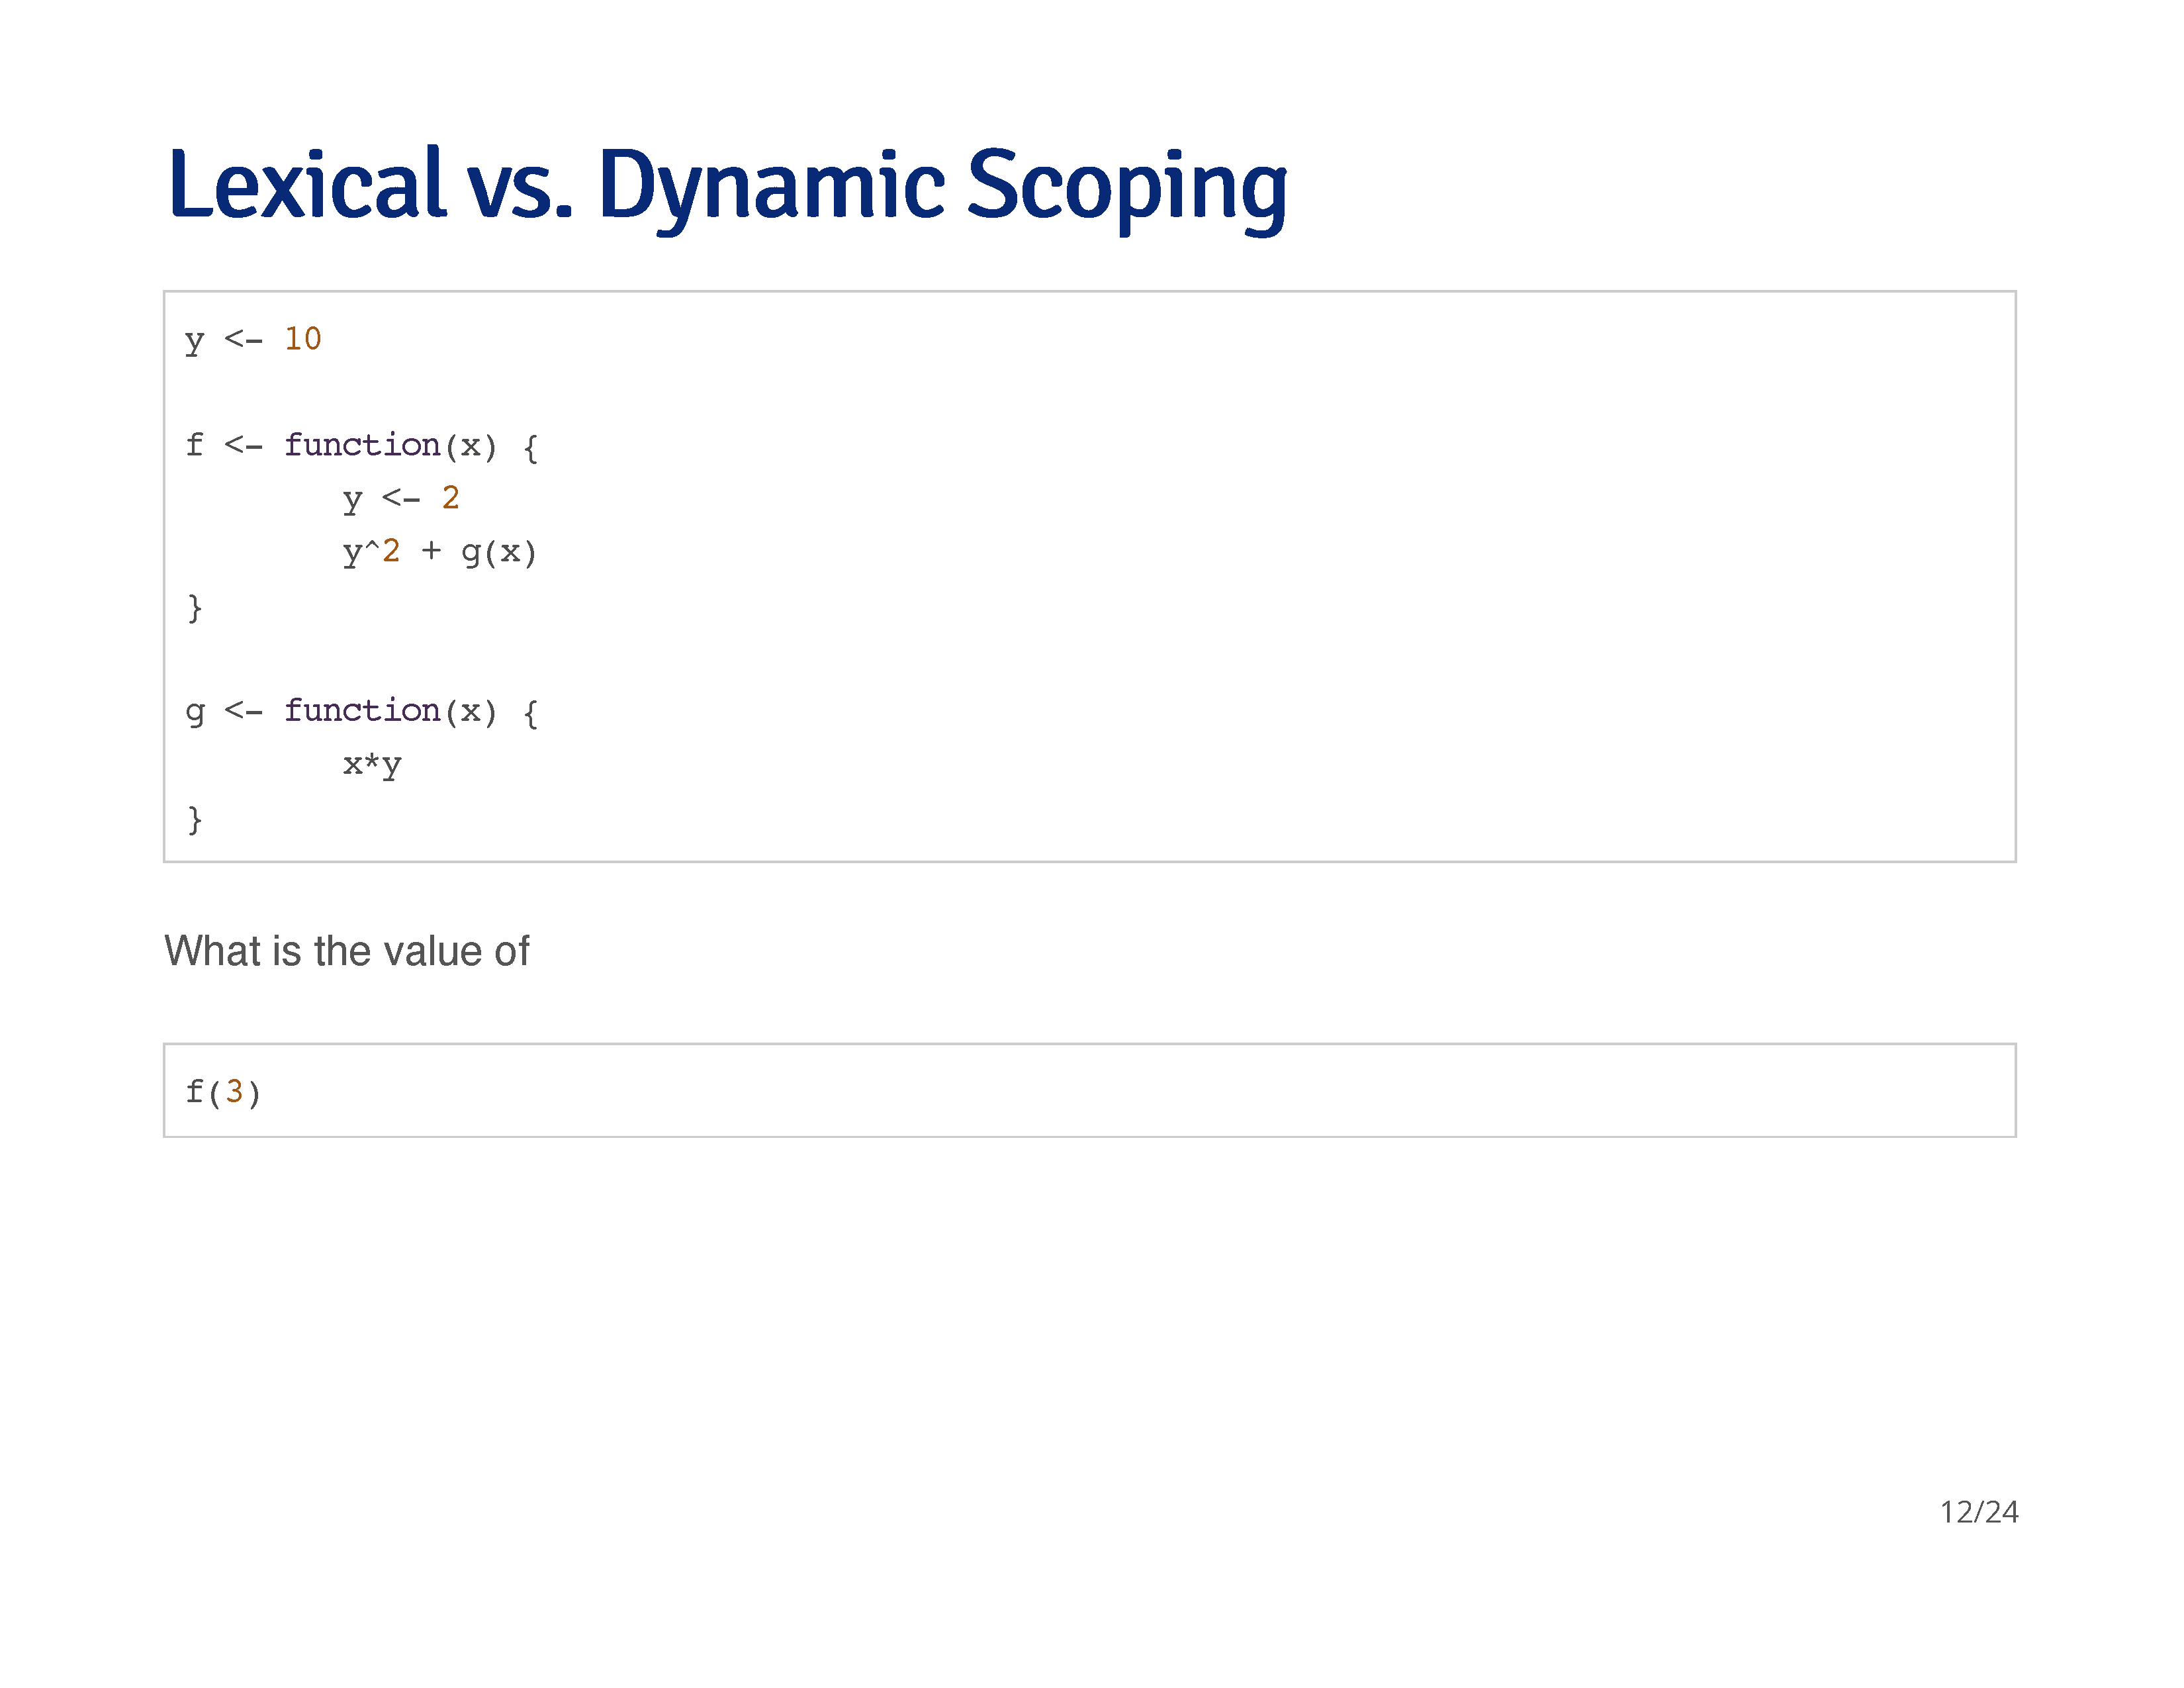 Lexical vs. Dynamic Scoping
y <- 10
f <- function(x) {
        y <- 2
        y^2 + g(x)
}
g <- function(x) {
        x*y
}
What is the value of
f(3)
12/24